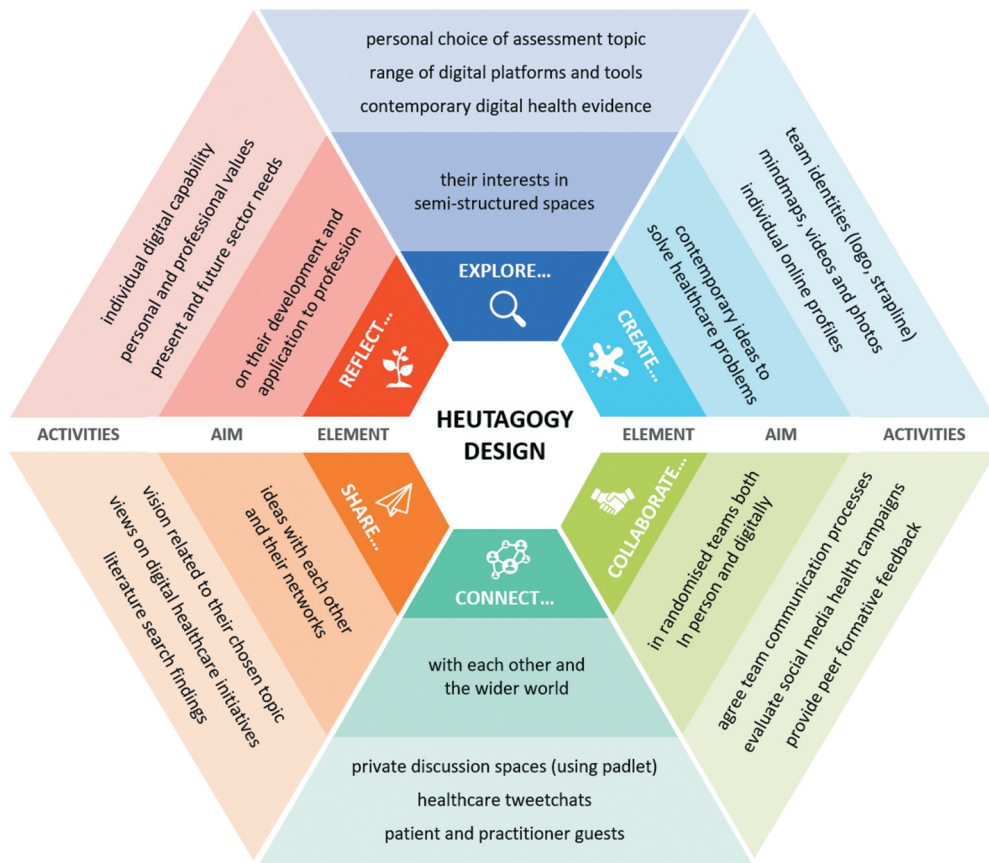 personal choice of assessment topic
range of digital platforms and tools
contemporary digital health evidence
their interests in
semi-structured spaces
EXPLORE...
team identities (logo, strapline)
mindmaps, videos and photos
individual online profiles
contemporary ideas to
solve healthcare problems
CREATE...
individual digital capability
personal and professional values
present and future sector needs
on their development and
application to profession
REFLECT...
HEUTAGOGY
DESIGN
ACTIVITIES
AIM
ELEMENT
ELEMENT
AIM
ACTIVITIES
SHARE...
ideas with each other
and their networks
vision related to their chosen topic
views on digital healthcare initiatives
literature search findings
COLLABORATE...
in randomised teams both
In person and digitally
agree team communication processes
evaluate social media health campaigns
provide peer formative feedback
CONNECT...
with each other and
the wider world
private discussion spaces (using padlet)
healthcare tweetchats
patient and practitioner guests